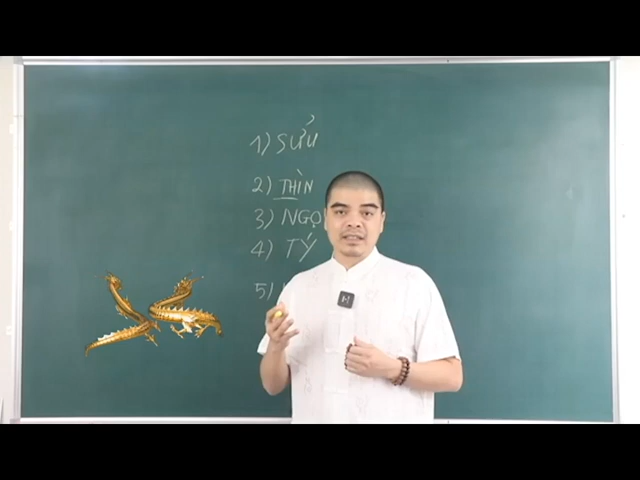 1) SỬU
2) THÌN
3) NGỌ
4) TÝ
5)